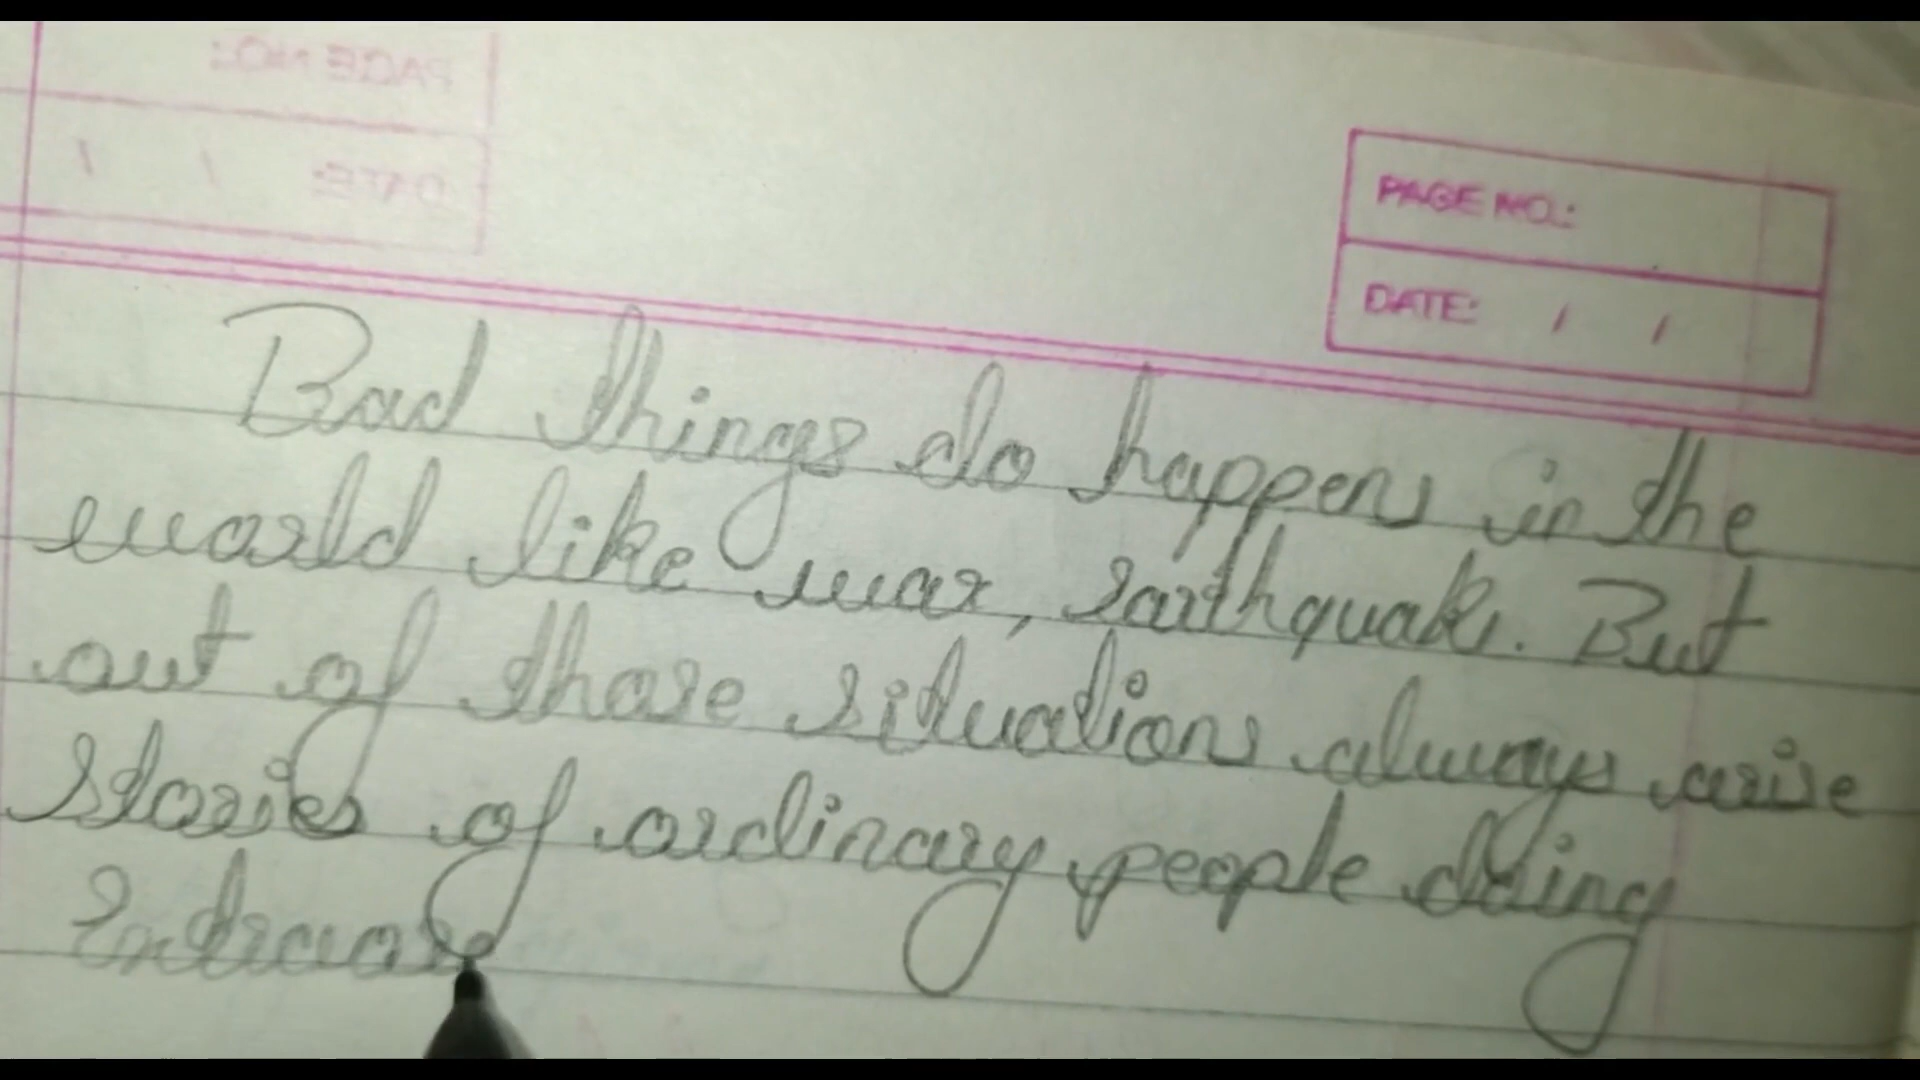 PAGE NO.:
DATE: / /
Bad things do happens in the
world like war, earthquake. But
out of those situations always arise
stories of ordinary people doing